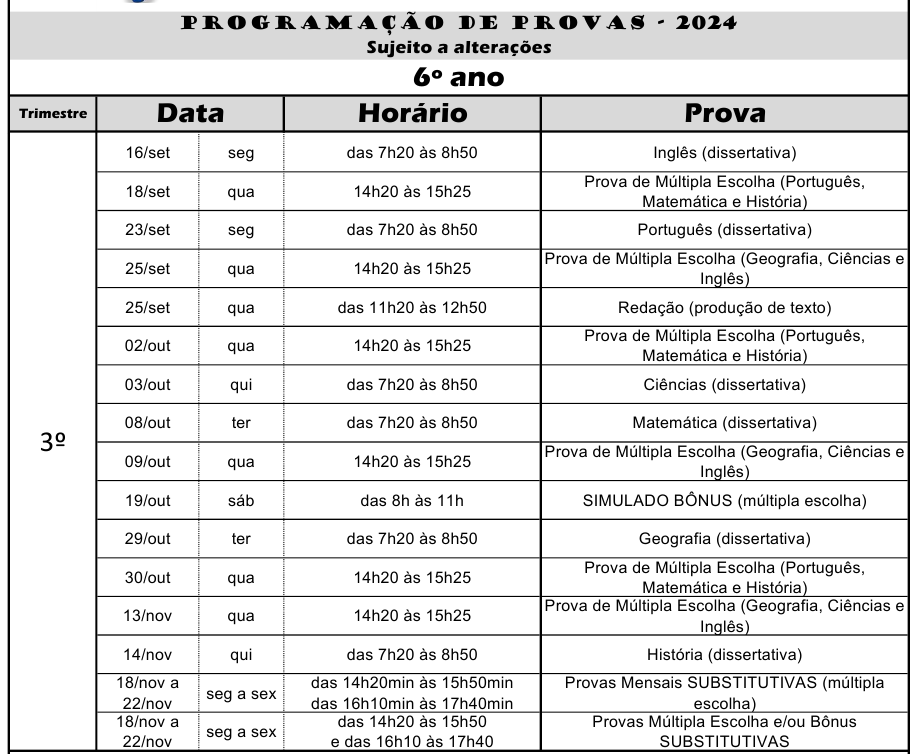 PROGRAMAÇÃO DE PROVAS - 2024
Sujeito a alterações
6º ano
Trimestre Data Horário Prova
3º
16/set seg das 7h20 às 8h50 Inglês (dissertativa)
18/set qua 14h20 às 15h25 Prova de Múltipla Escolha (Português,
Matemática e História)
23/set seg das 7h20 às 8h50 Português (dissertativa)
25/set qua 14h20 às 15h25 Prova de Múltipla Escolha (Geografia, Ciências e
Inglês)
25/set qua das 11h20 às 12h50 Redação (produção de texto)
02/out qua 14h20 às 15h25 Prova de Múltipla Escolha (Português,
Matemática e História)
03/out qui das 7h20 às 8h50 Ciências (dissertativa)
08/out ter das 7h20 às 8h50 Matemática (dissertativa)
09/out qua 14h20 às 15h25 Prova de Múltipla Escolha (Geografia, Ciências e
Inglês)
19/out sáb das 8h às 11h SIMULADO BÔNUS (múltipla escolha)
29/out ter das 7h20 às 8h50 Geografia (dissertativa)
30/out qua 14h20 às 15h25 Prova de Múltipla Escolha (Português,
Matemática e História)
13/nov qua 14h20 às 15h25 Prova de Múltipla Escolha (Geografia, Ciências e
Inglês)
14/nov qui das 7h20 às 8h50 História (dissertativa)
18/nov a
22/nov seg a sex das 14h20min às 15h50min
das 16h10min às 17h40min Provas Mensais SUBSTITUTIVAS (múltipla
escolha)
18/nov a
22/nov seg a sex das 14h20 às 15h50
e das 16h10 às 17h40 Provas Múltipla Escolha e/ou Bônus
SUBSTITUTIVAS